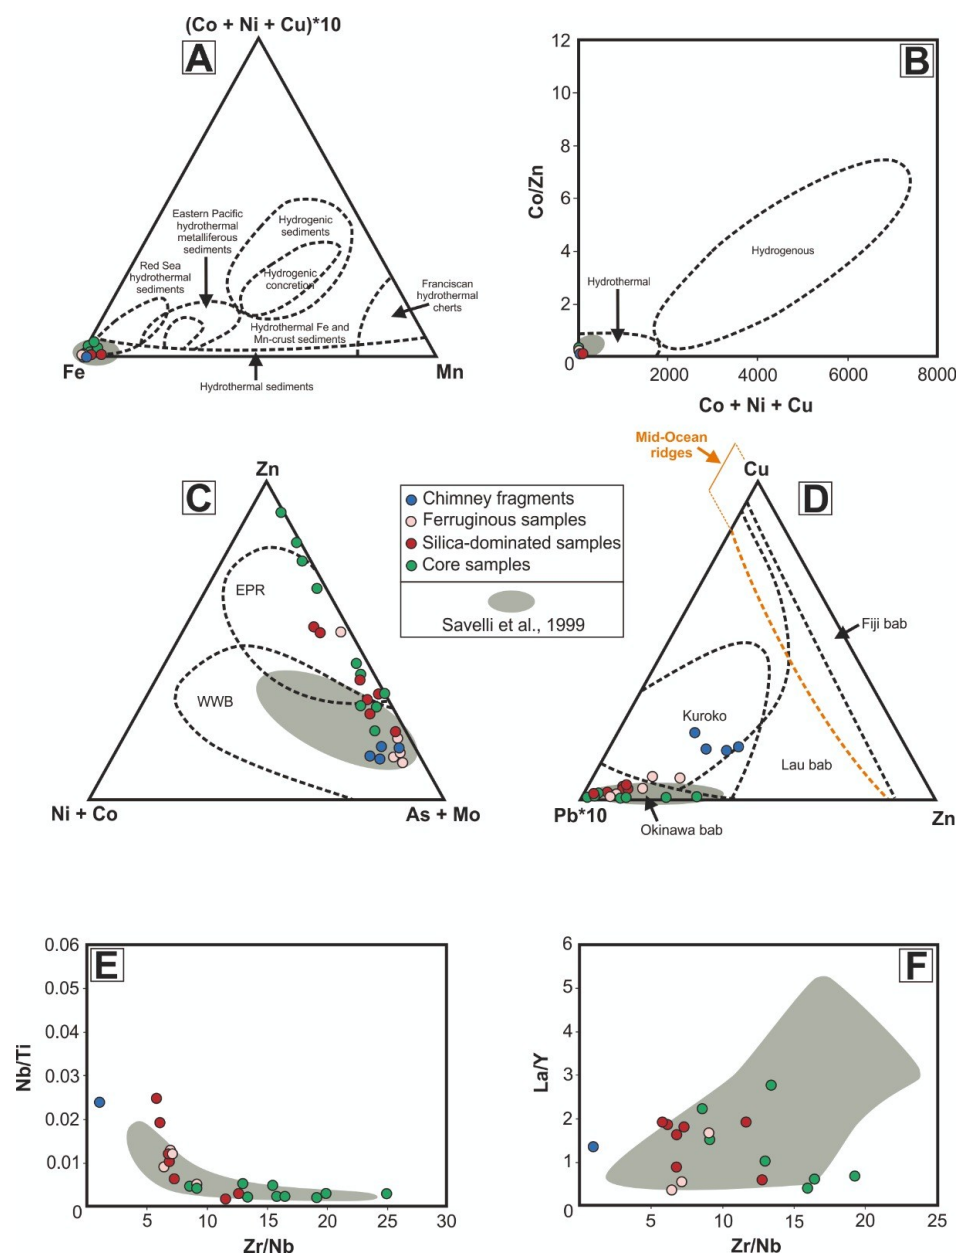 (Co + Ni + Cu)*10
A
Eastern Pacific
hydrothermal
metalliferous
sediments
Hydrogenic
sediments
Red Sea
hydrothermal
sediments
Hydrogenic
concretion
Franciscan
hydrothermal
cherts
Hydrothermal Fe and
Mn-crust sediments
Fe
Mn
Hydrothermal sediments
B
12
10
8
6
4
2
0
Co/Zn
Hydrogenous
Hydrothermal
2000
4000
6000
8000
Co + Ni + Cu
Zn
C
EPR
WWB
Ni + Co
As + Mo
Chimney fragments
Ferruginous samples
Silica-dominated samples
Core samples
Savelli et al., 1999
Mid-Ocean
ridges
Cu
D
Fiji bab
Kuroko
Lau bab
Pb*10
Zn
Okinawa bab
E
0.06
0.05
0.04
0.03
0.02
0.01
0
Nb/Ti
5
10
15
20
25
30
Zr/Nb
F
6
5
4
3
2
1
0
La/Y
5
10
15
20
25
Zr/Nb